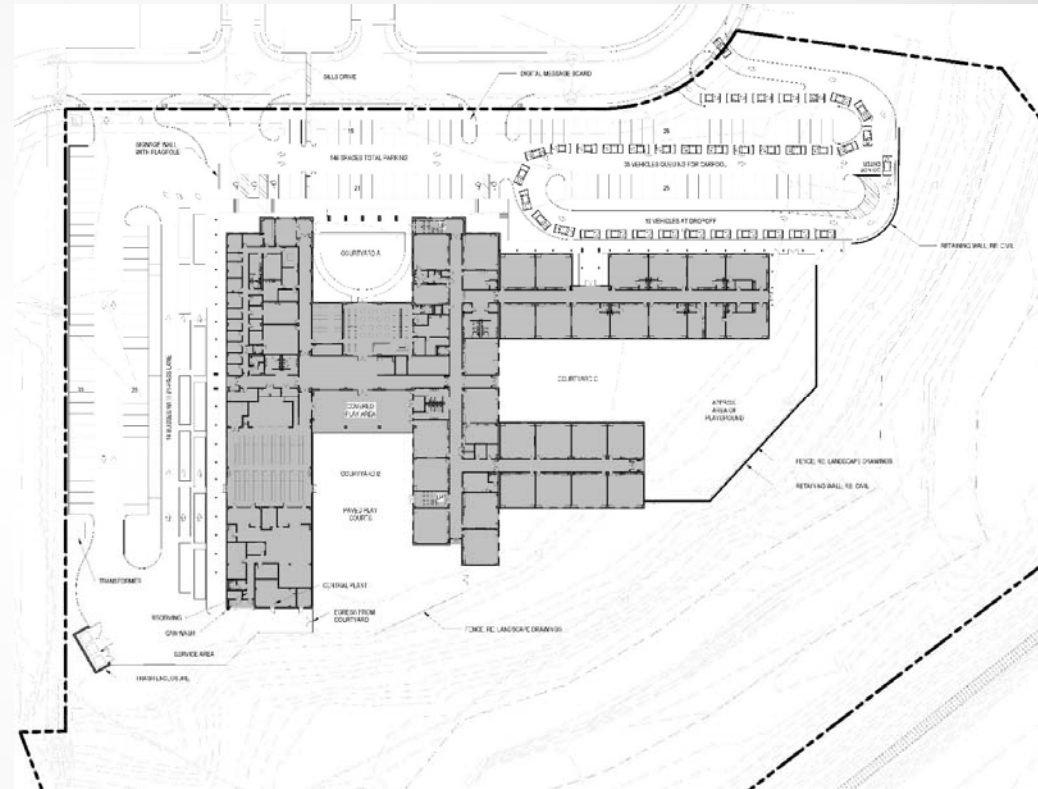 GILLS DRIVE
DIGITAL MESSAGE BOARD
SIGNAGE WALL
WITH FLAGPOLE
146 SPACES TOTAL PARKING
21
25
VEHICLES QUEUING FOR CARPOOL
25
10 VEHICLES AT DROPOFF
RETAINING WALL, RE: CIVIL
COURTYARD A
COVERED
PLAY AREA
COURTYARD C
APPROX.
AREA OF
PLAYGROUND
COURTYARD B
PAVED PLAY
COURTS
FENCE, RE: LANDSCAPE DRAWINGS
RETAINING WALL, RE: CIVIL
TRANSFORMER
CENTRAL PLANT
RECEIVING
CAN WASH
EGRESS FROM
COURTYARD
SERVICE AREA
FENCE, RE: LANDSCAPE DRAWINGS
TRASH ENCLOSURE